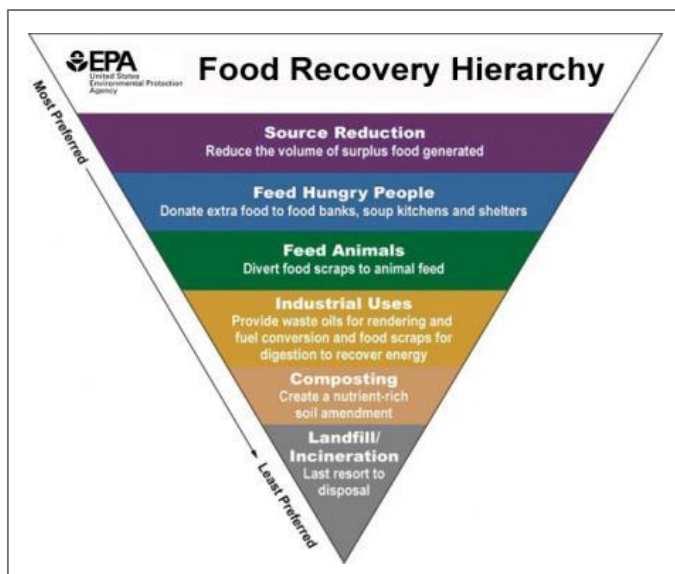 EPA
United States
Environmental Protection
Agency
Food Recovery Hierarchy
Most Preferred
Source Reduction
Reduce the volume of surplus food generated
Feed Hungry People
Donate extra food to food banks, soup kitchens and shelters
Feed Animals
Divert food scraps to animal feed
Industrial Uses
Provide waste oils for rendering and
fuel conversion and food scraps for
digestion to recover energy
Composting
Create a nutrient-rich
soil amendment
Landfill/
Incineration
Last resort to
disposal
Least Preferred